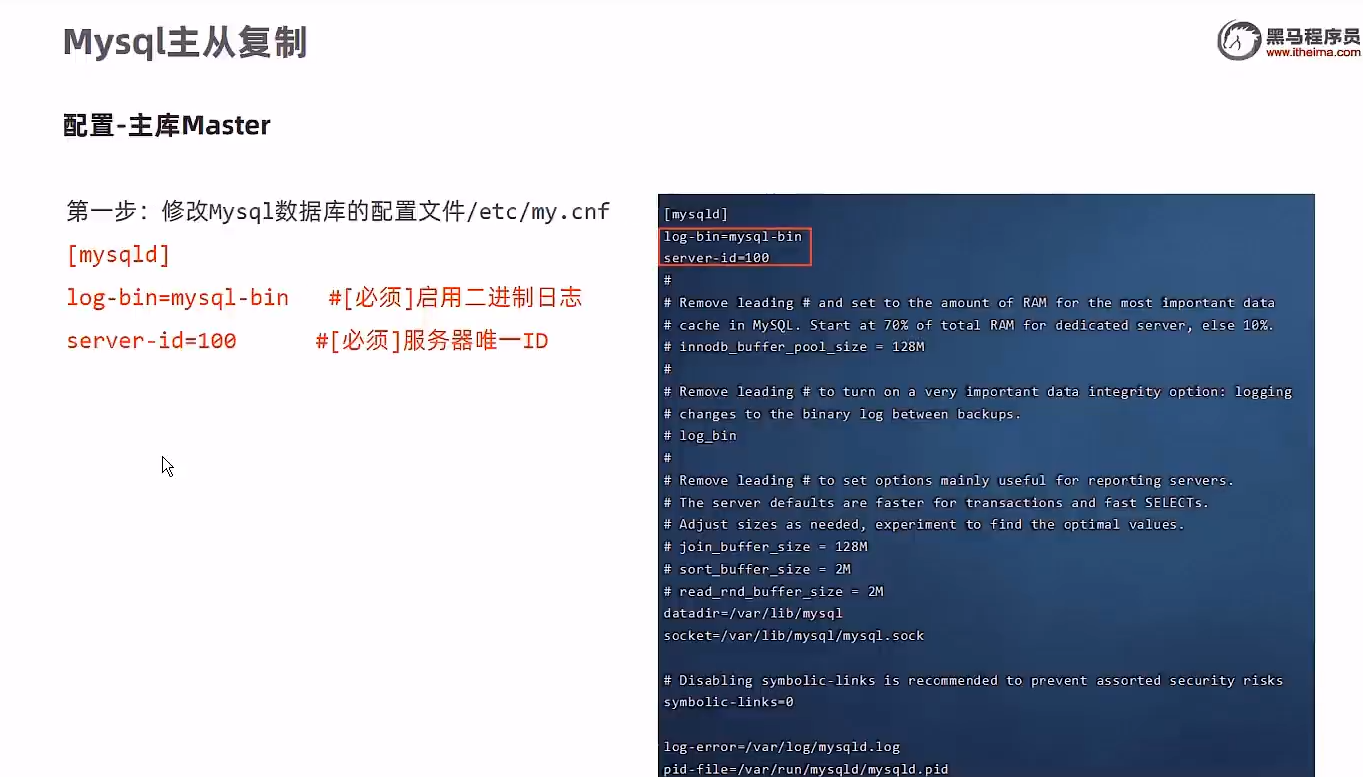 Mysql主从复制
黑马程序员
www.itheima.com
配置-主库Master
第一步：修改Mysql数据库的配置文件/etc/my.cnf
[mysqld]
log-bin=mysql-bin #[必须]启用二进制日志
server-id=100 #[必须]服务器唯一ID
[mysqld]
log-bin=mysql-bin
server-id=100
#
# Remove leading # and set to the amount of RAM for the most important data
# cache in MySQL. Start at 70% of total RAM for dedicated server, else 10%.
# innodb_buffer_pool_size = 128M
#
# Remove leading # to turn on a very important data integrity option: logging
# changes to the binary log between backups.
# log_bin
#
# Remove leading # to set options mainly useful for reporting servers.
# The server defaults are faster for transactions and fast SELECTs.
# Adjust sizes as needed, experiment to find the optimal values.
# join_buffer_size = 128M
# sort_buffer_size = 2M
# read_rnd_buffer_size = 2M
datadir=/var/lib/mysql
socket=/var/lib/mysql/mysql.sock
# Disabling symbolic-links is recommended to prevent assorted security risks
symbolic-links=0
log-error=/var/log/mysqld.log
pid-file=/var/run/mysqld/mysqld.pid